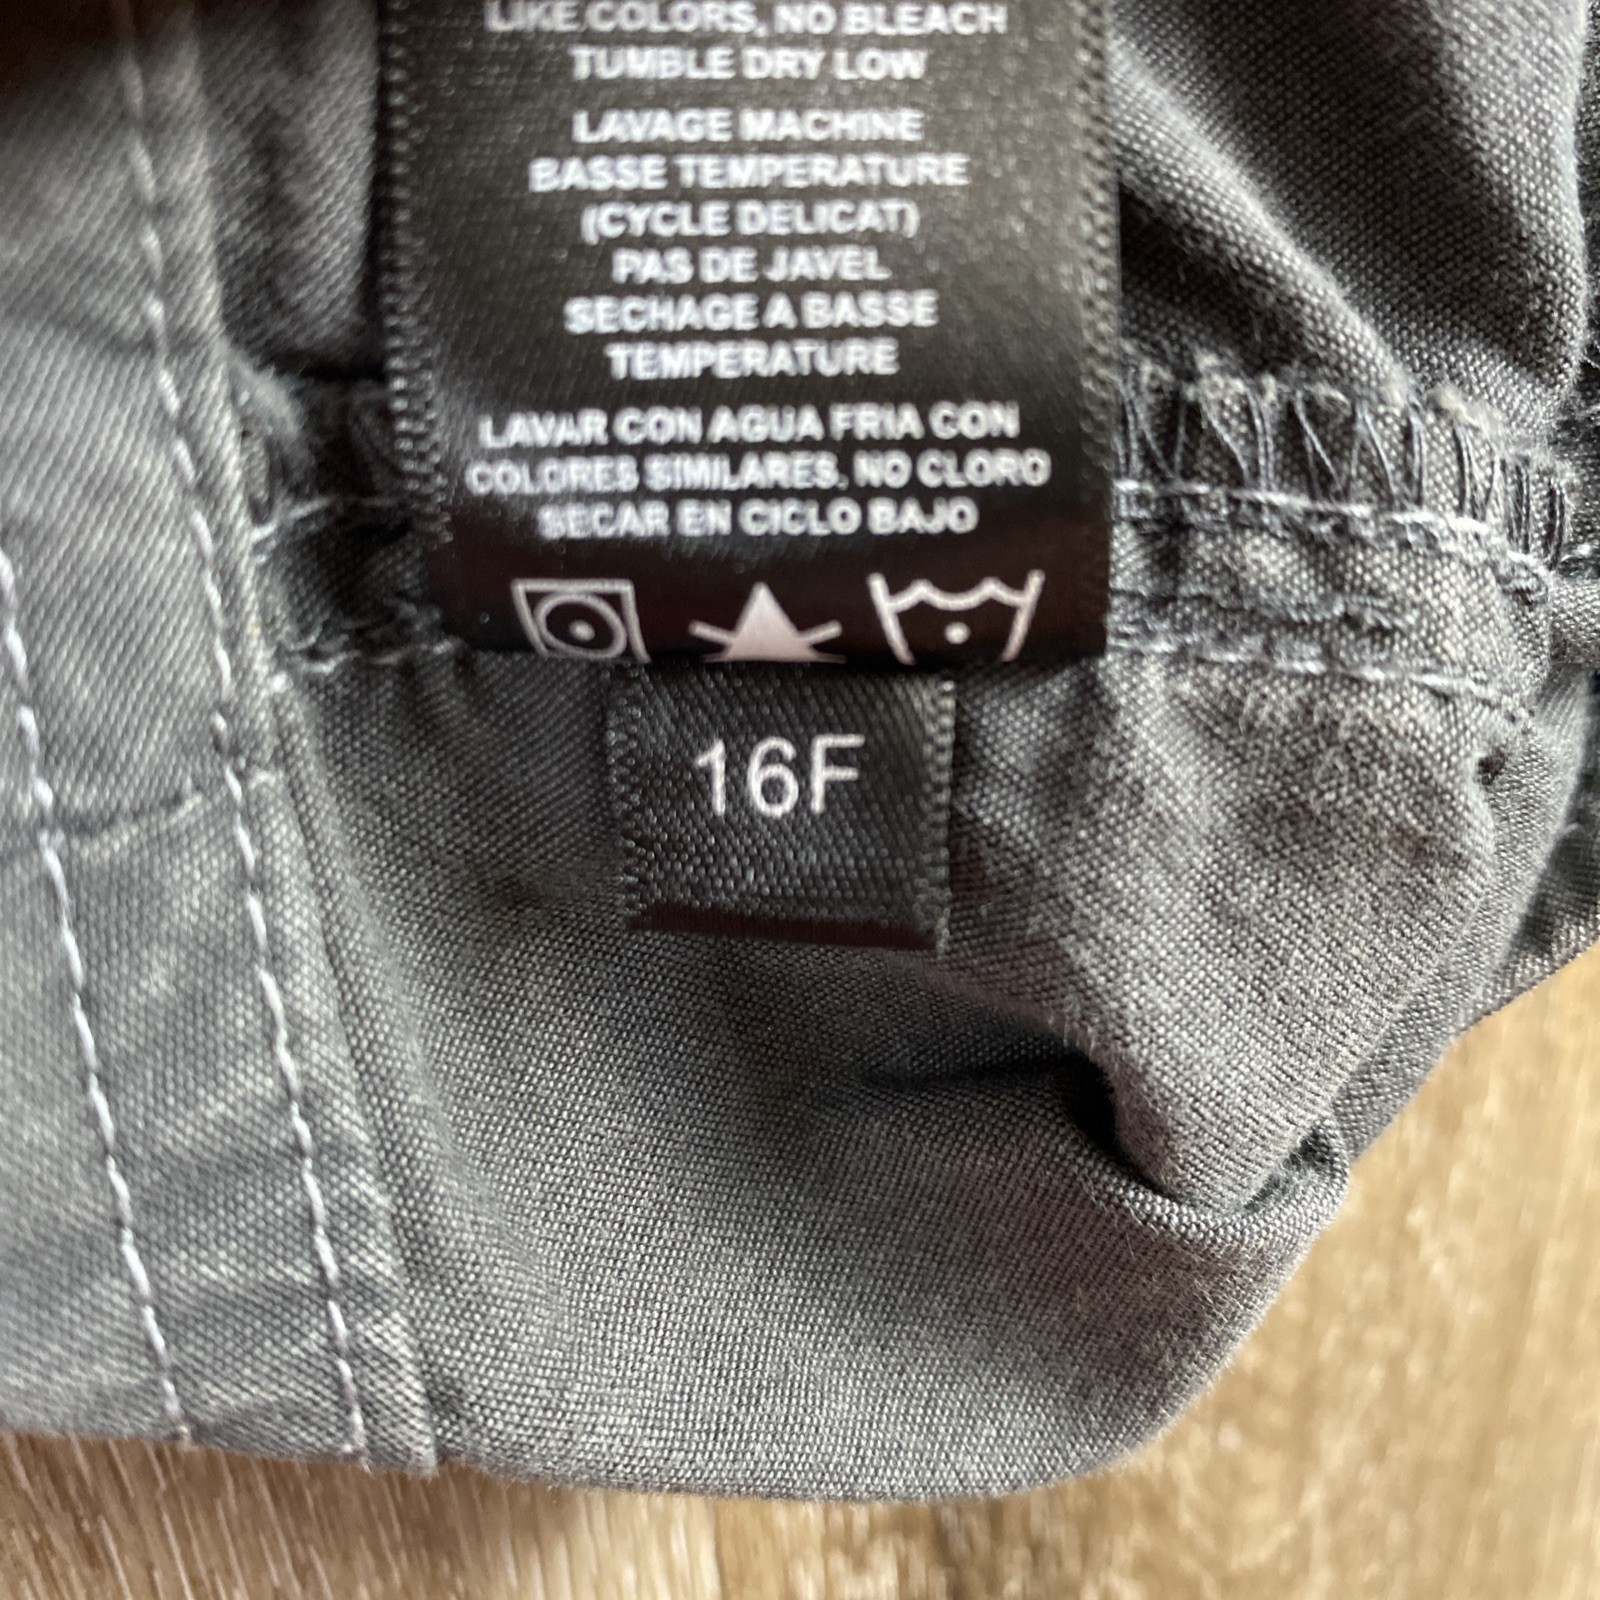 LIKE COLORS, NO BLEACH
TUMBLE DRY LOW
LAVAGE MACHINE
BASSE TEMPERATURE
(CYCLE DELICAT)
PAS DE JAVEL
SECHAGE A BASSE
TEMPERATURE
LAVAR CON AGUA FRIA CON
COLORES SIMILARES, NO CLORO
SECAR EN CICLO BAJO
16F